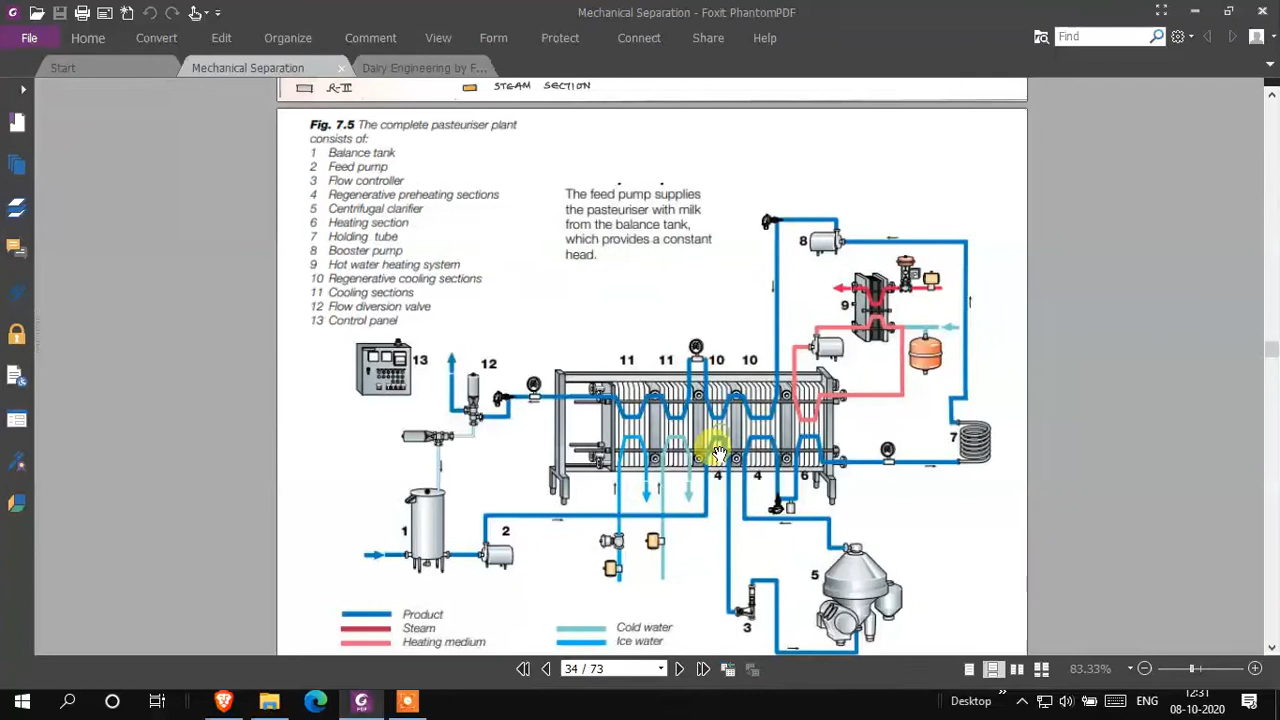 Mechanical Separation - Foxit PhantomPDF
File Home Convert Edit Organize Comment View Form Protect Connect Share Help
Find
Start Mechanical Separation x Dairy Engineering by F...
R-II STEAM SECTION
Fig. 7.5 The complete pasteuriser plant
consists of:
1 Balance tank
2 Feed pump
3 Flow controller
4 Regenerative preheating sections
5 Centrifugal clarifier
6 Heating section
7 Holding tube
8 Booster pump
9 Hot water heating system
10 Regenerative cooling sections
11 Cooling sections
12 Flow diversion valve
13 Control panel
The feed pump supplies
the pasteuriser with milk
from the balance tank,
which provides a constant
head.
8
9
13
12
11 11 10 10
7
4 4 6
1
2
5
3
Product
Steam
Heating medium
Cold water
Ice water
34 / 73
83.33%
Desktop
ENG
12:31
08-10-2020